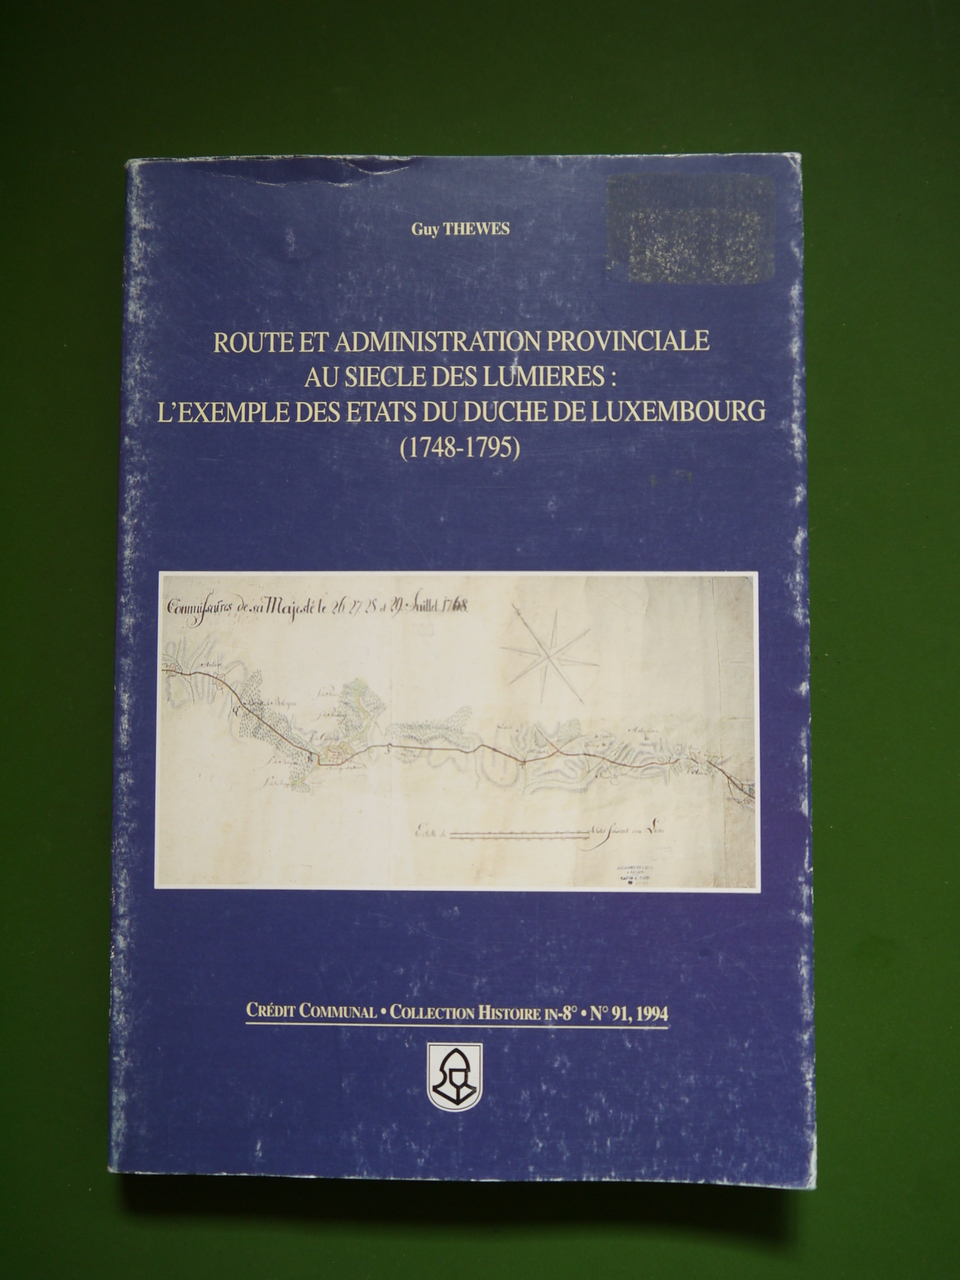 Guy THEWES
ROUTE ET ADMINISTRATION PROVINCIALE
AU SIECLE DES LUMIERES :
L'EXEMPLE DES ETATS DU DUCHE DE LUXEMBOURG
(1748-1795)
Commissaires de sa Majesté le 26 27 28 et 29 Juillet 1768
CRÉDIT COMMUNAL • COLLECTION HISTOIRE IN-8° • N° 91, 1994